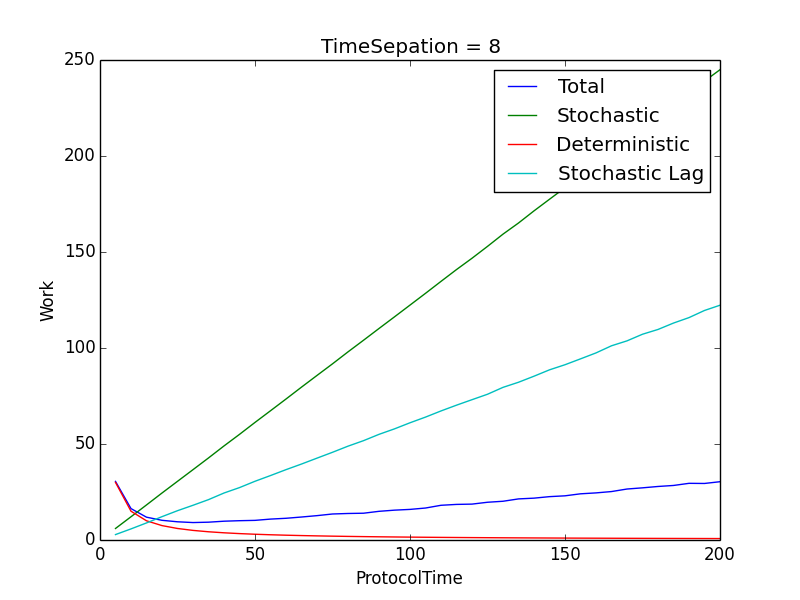 TimeSepation = 8
250
200
150
100
50
0
Work
Total
Stochastic
Deterministic
Stochastic Lag
0
50
100
150
200
ProtocolTime